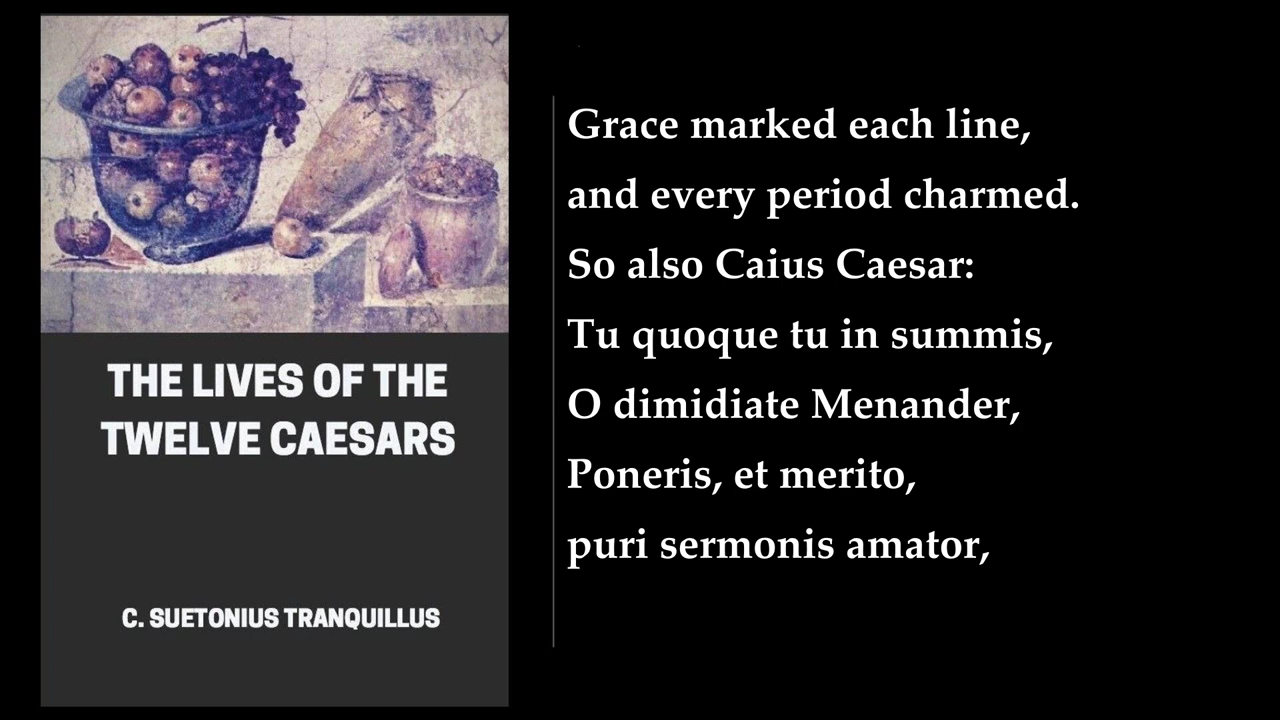 THE LIVES OF THE
TWELVE CAESARS
C. SUETONIUS TRANQUILLUS
Grace marked each line,
and every period charmed.
So also Caius Caesar:
Tu quoque tu in summis,
O dimidiate Menander,
Poneris, et merito,
puri sermonis amator,